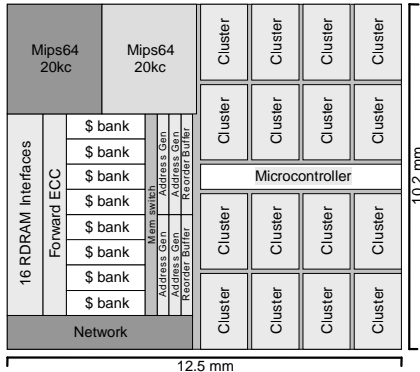 Mips64
20kc
Mips64
20kc
Cluster
Cluster
Cluster
Cluster
Cluster
Cluster
Cluster
Cluster
16 RDRAM Interfaces
Forward ECC
$ bank
$ bank
$ bank
$ bank
$ bank
$ bank
$ bank
$ bank
Mem switch
Address Gen
Address Gen
Reorder Buffer
Address Gen
Address Gen
Reorder Buffer
Microcontroller
Cluster
Cluster
Cluster
Cluster
Cluster
Cluster
Cluster
Cluster
Network
10.2 mm
12.5 mm